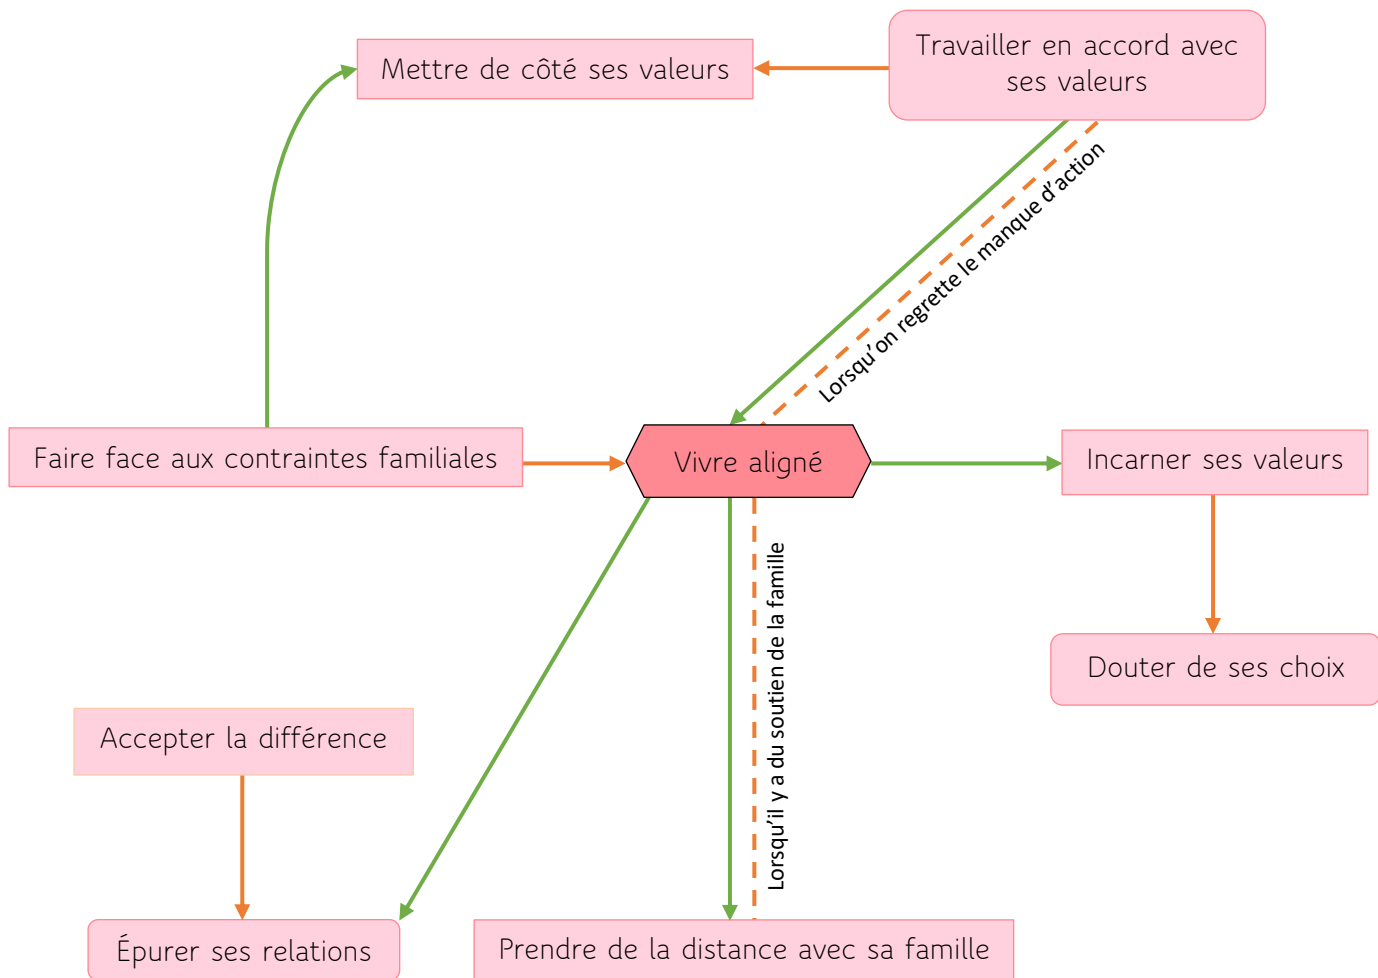 Travailler en accord avec
ses valeurs
Mettre de côté ses valeurs
Lorsqu'on regrette le manque d'action
Faire face aux contraintes familiales
Vivre aligné
Incarner ses valeurs
Lorsqu'il y a du soutien de la famille
Douter de ses choix
Accepter la différence
Épurer ses relations
Prendre de la distance avec sa famille